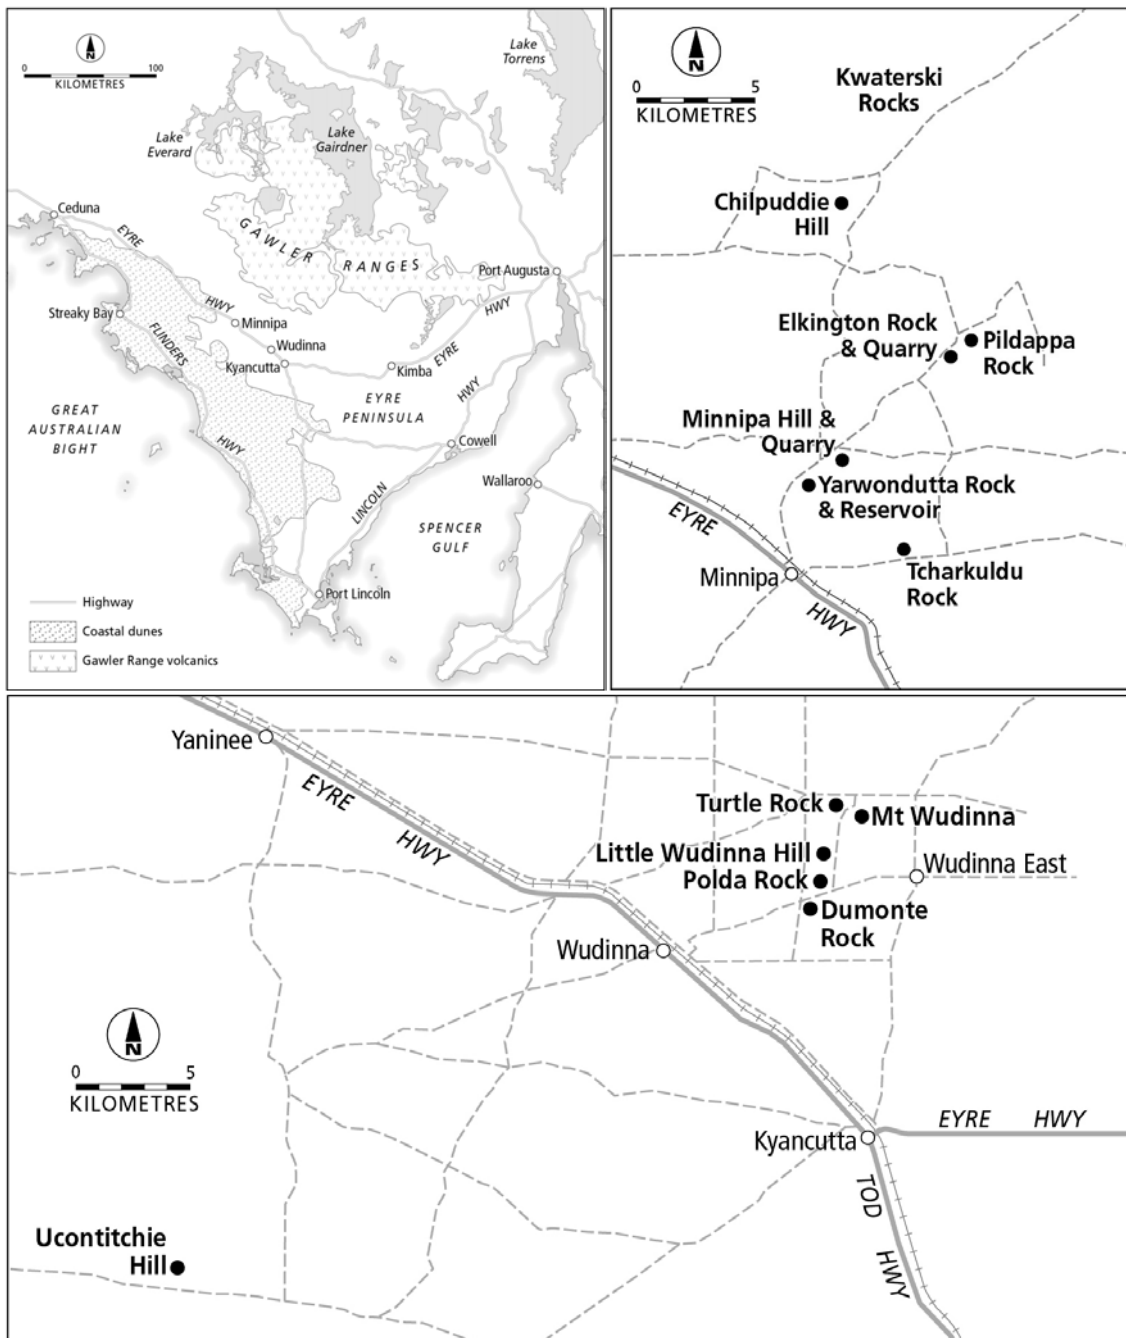 N
0 100
KILOMETRES
Lake
Torrens
Lake
Everard
Lake
Gairdner
Ceduna
EYRE
HWY
GAWLER
RANGES
Port Augusta
HWY
EYRE
Streaky Bay
FLINDERS
HWY
Minnipa
Wudinna
Kyancutta
Kimba
EYRE
PENINSULA
GREAT
AUSTRALIAN
BIGHT
HWY
LINCOLN
Cowell
Wallaroo
SPENCER
GULF
Port Lincoln
Highway
Coastal dunes
Gawler Range volcanics
N
0 5
KILOMETRES
Kwaterski
Rocks
Chilpuddie
Hill
Elkington Rock
& Quarry
Pildappa
Rock
Minnipa Hill &
Quarry
Yarwondutta Rock
& Reservoir
EYRE
HWY
Minnipa
Tcharkuldu
Rock
Yaninee
EYRE
HWY
Turtle Rock
Mt Wudinna
Little Wudinna Hill
Polda Rock
Wudinna East
Dumonte
Rock
Wudinna
N
0 5
KILOMETRES
Kyancutta
EYRE HWY
TOD
HWY
Ucontitchie
Hill